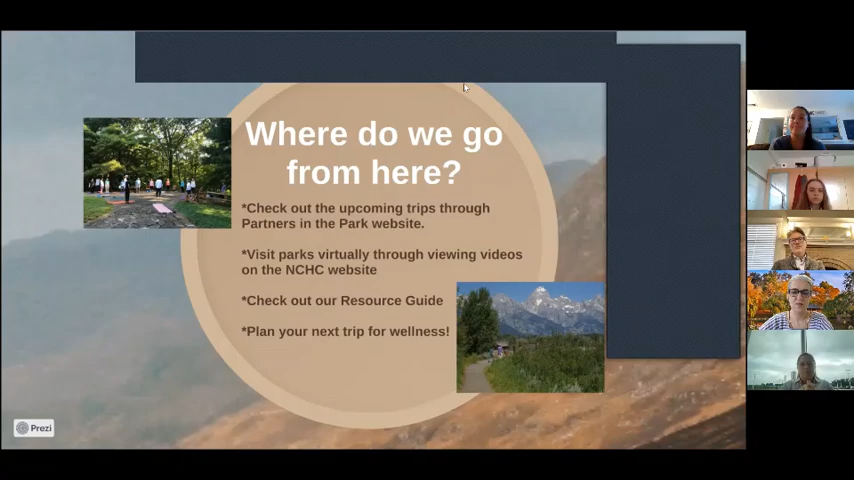 Where do we go
from here?
*Check out the upcoming trips through
Partners in the Park website.
*Visit parks virtually through viewing videos
on the NCHC website
*Check out our Resource Guide
*Plan your next trip for wellness!
Prezi